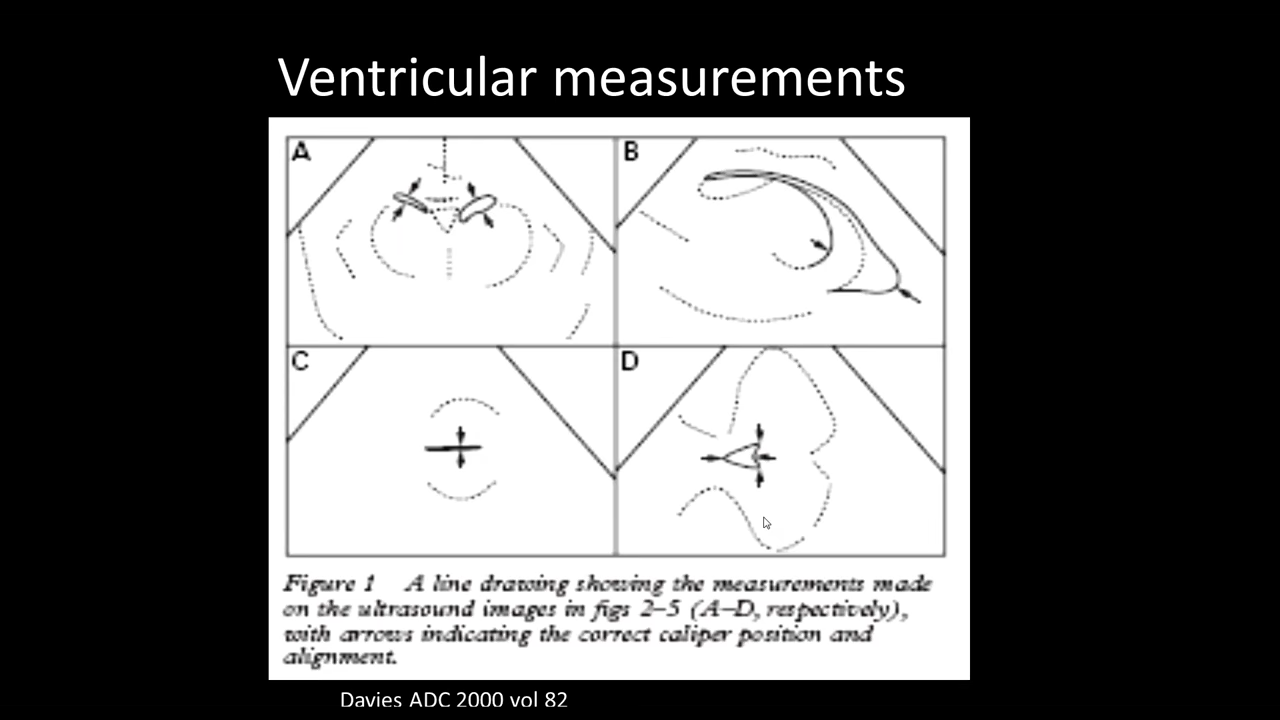 Ventricular measurements
A
B
C
D
Figure 1 A line drawing showing the measurements made
on the ultrasound images in figs 2–5 (A–D, respectively),
with arrows indicating the correct caliper position and
alignment.
Davies ADC 2000 vol 82